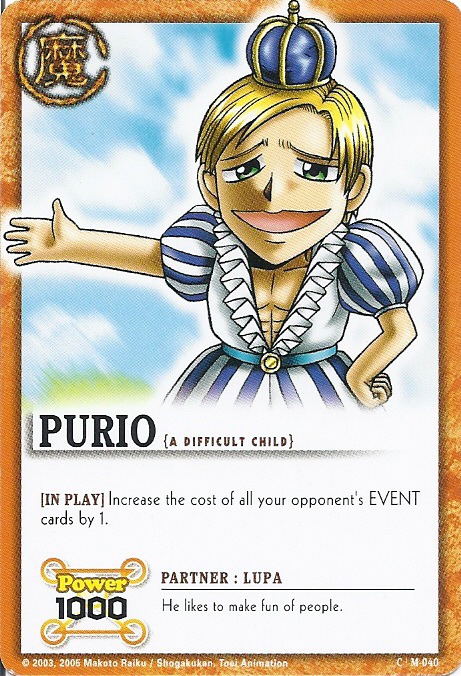 魔
PURIO {A DIFFICULT CHILD}
[IN PLAY] Increase the cost of all your opponent's EVENT
cards by 1.
Power
1000
PARTNER : LUPA
He likes to make fun of people.
© 2003, 2005 Makoto Raiku / Shogakukan, Toei Animation
C M-040